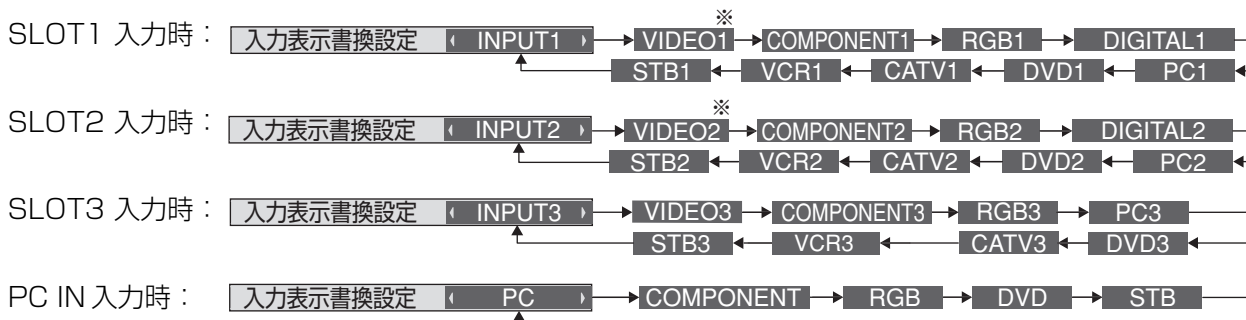 ※
SLOT1 入力時： 入力表示書換設定 INPUT1 VIDEO1 COMPONENT1 RGB1 DIGITAL1
STB1 VCR1 CATV1 DVD1 PC1
※
SLOT2 入力時： 入力表示書換設定 INPUT2 VIDEO2 COMPONENT2 RGB2 DIGITAL2
STB2 VCR2 CATV2 DVD2 PC2
SLOT3 入力時： 入力表示書換設定 INPUT3 VIDEO3 COMPONENT3 RGB3 PC3
STB3 VCR3 CATV3 DVD3
PC IN 入力時： 入力表示書換設定 PC COMPONENT RGB DVD STB